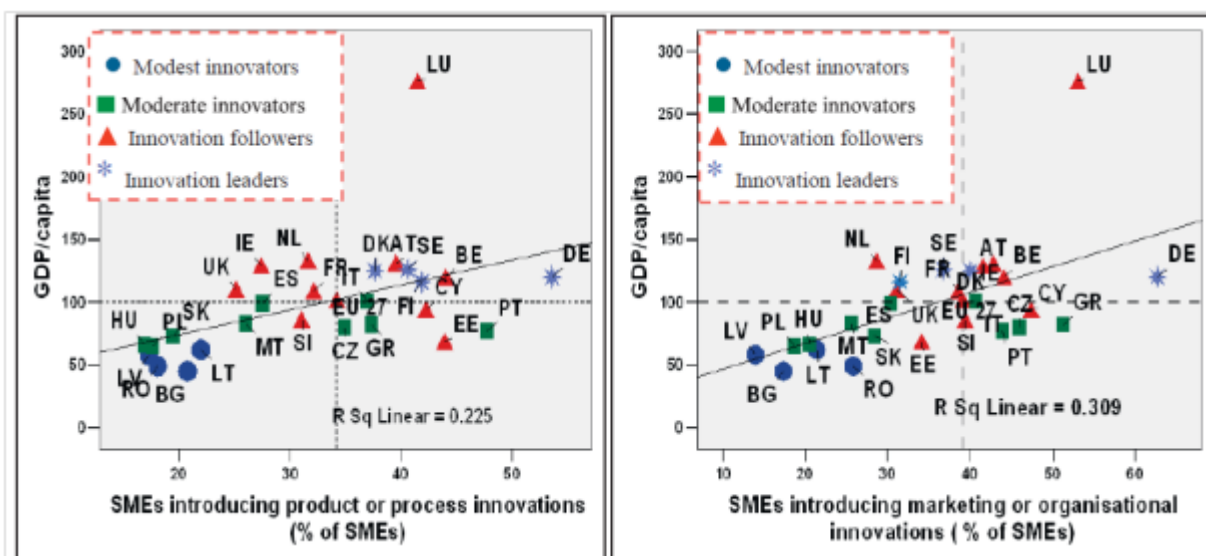 300
250
200
150
100
50
0
GDP/capita
Modest innovators
Moderate innovators
Innovation followers
Innovation leaders
LU
IE
NL
DK
AT
SE
BE
DE
UK
ES
FR
IT
CY
SK
EU 27
FI
PT
HU
PL
EE
MT
SI
CZ
GR
LV
LT
RO
BG
R Sq Linear = 0.225
20
30
40
50
SMEs introducing product or process innovations
(% of SMEs)
300
250
200
150
100
50
0
GDP/capita
Modest innovators
Moderate innovators
Innovation followers
Innovation leaders
LU
NL
FI
SE
FR
AT
BE
DE
DK
IE
CY
GR
PL
HU
ES
UK
EU 27
CZ
LV
MT
SI
IT
PT
BG
LT
SK
EE
RO
R Sq Linear = 0.309
10
20
30
40
50
60
SMEs introducing marketing or organisational
innovations ( % of SMEs)